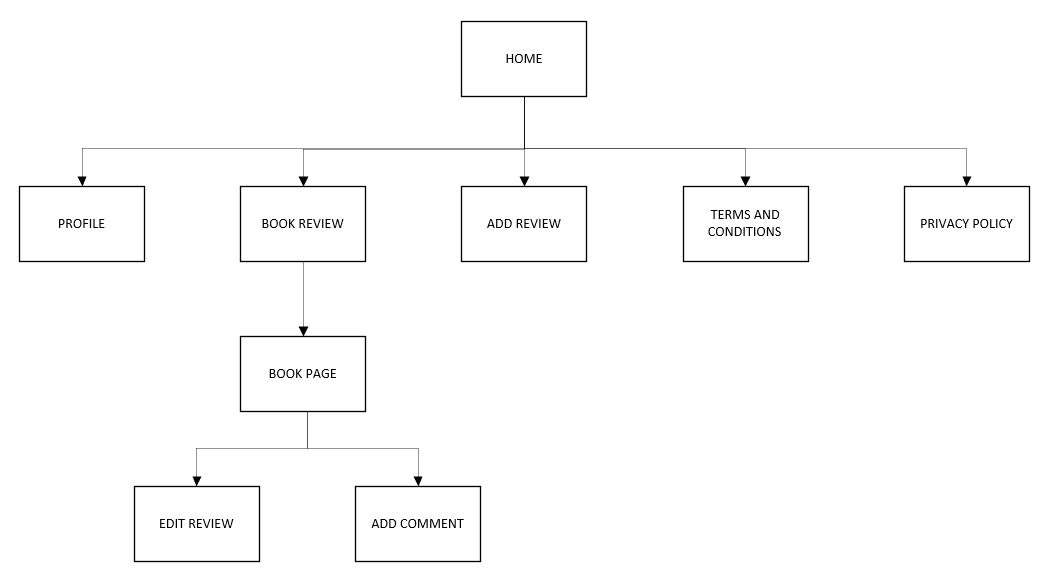 HOME
PROFILE
BOOK REVIEW
ADD REVIEW
TERMS AND
CONDITIONS
PRIVACY POLICY
BOOK PAGE
EDIT REVIEW
ADD COMMENT